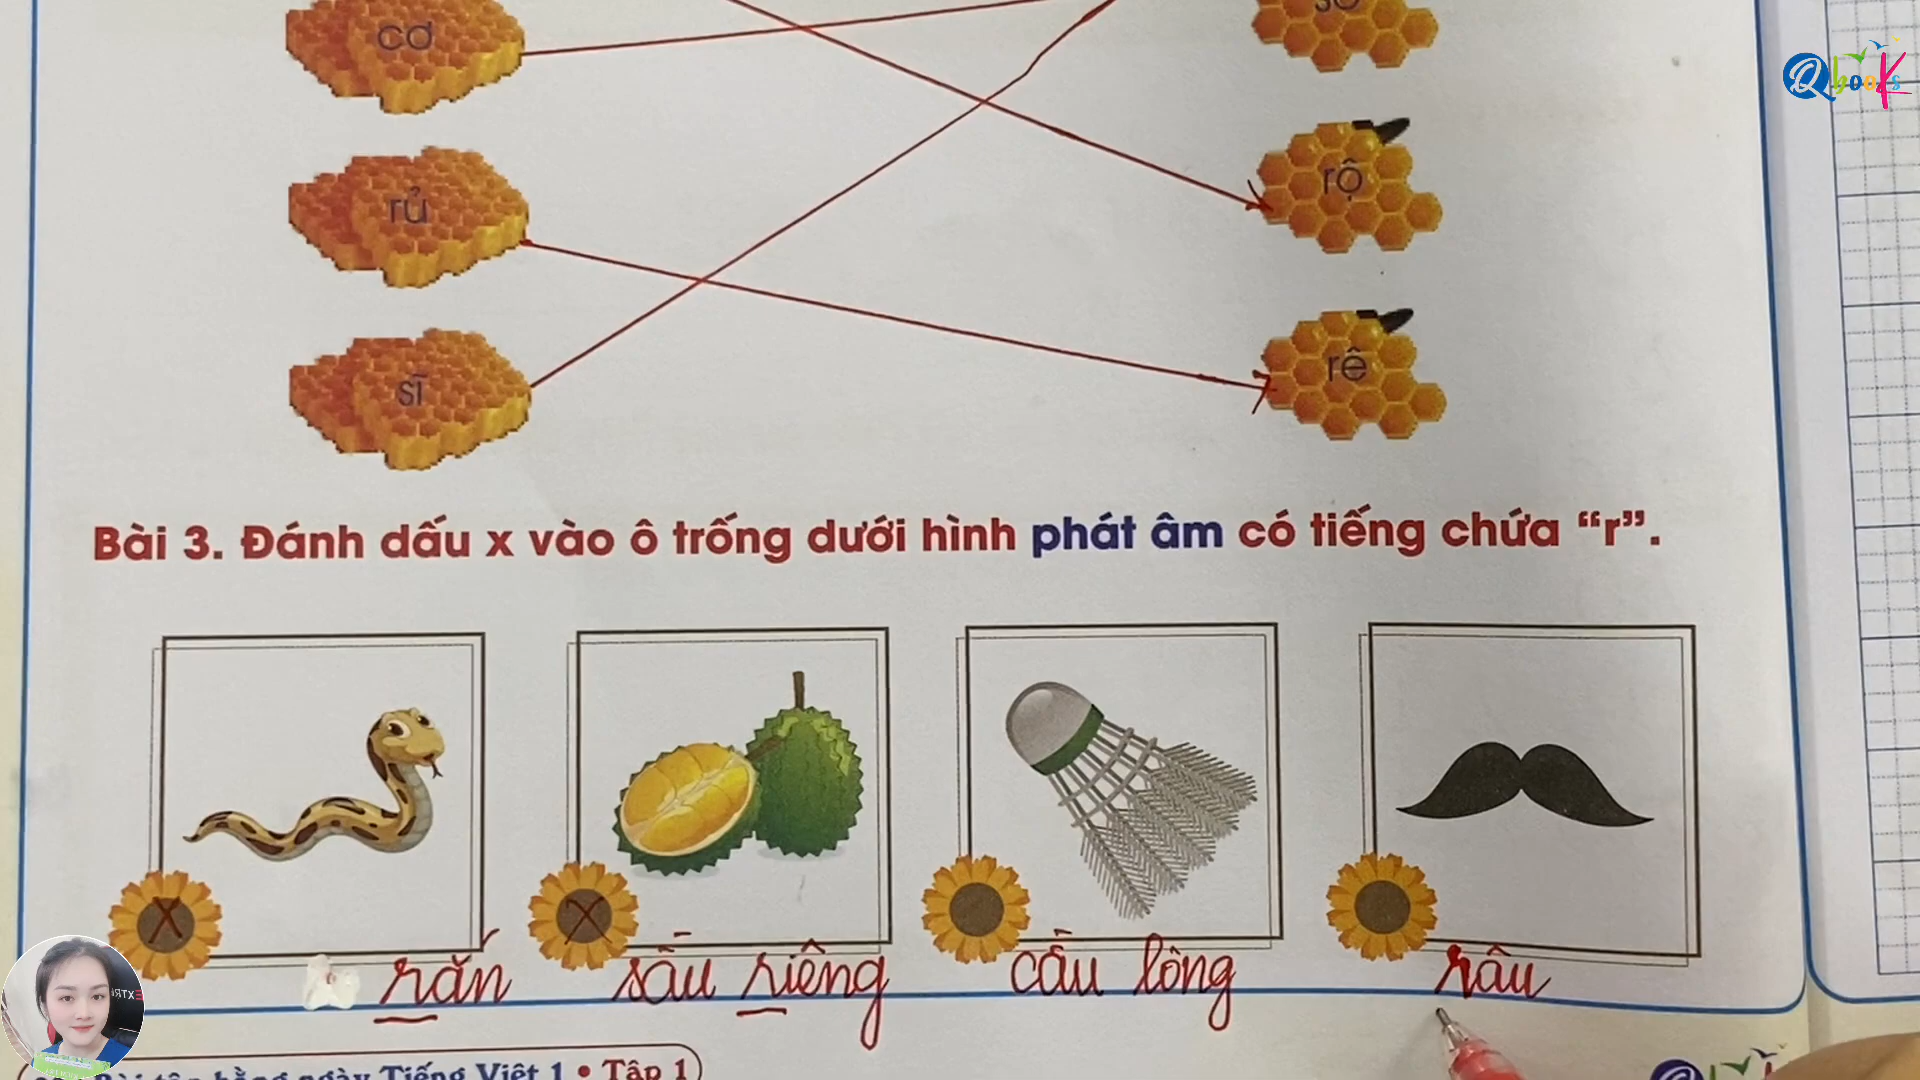 cơ
Qbooks
rủ
rộ
sĩ
rê
Bài 3. Đánh dấu x vào ô trống dưới hình phát âm có tiếng chứa “r”.
x x
rắn sầu riêng cầu lông râu
Tiếng Việt 1 • Tập 1